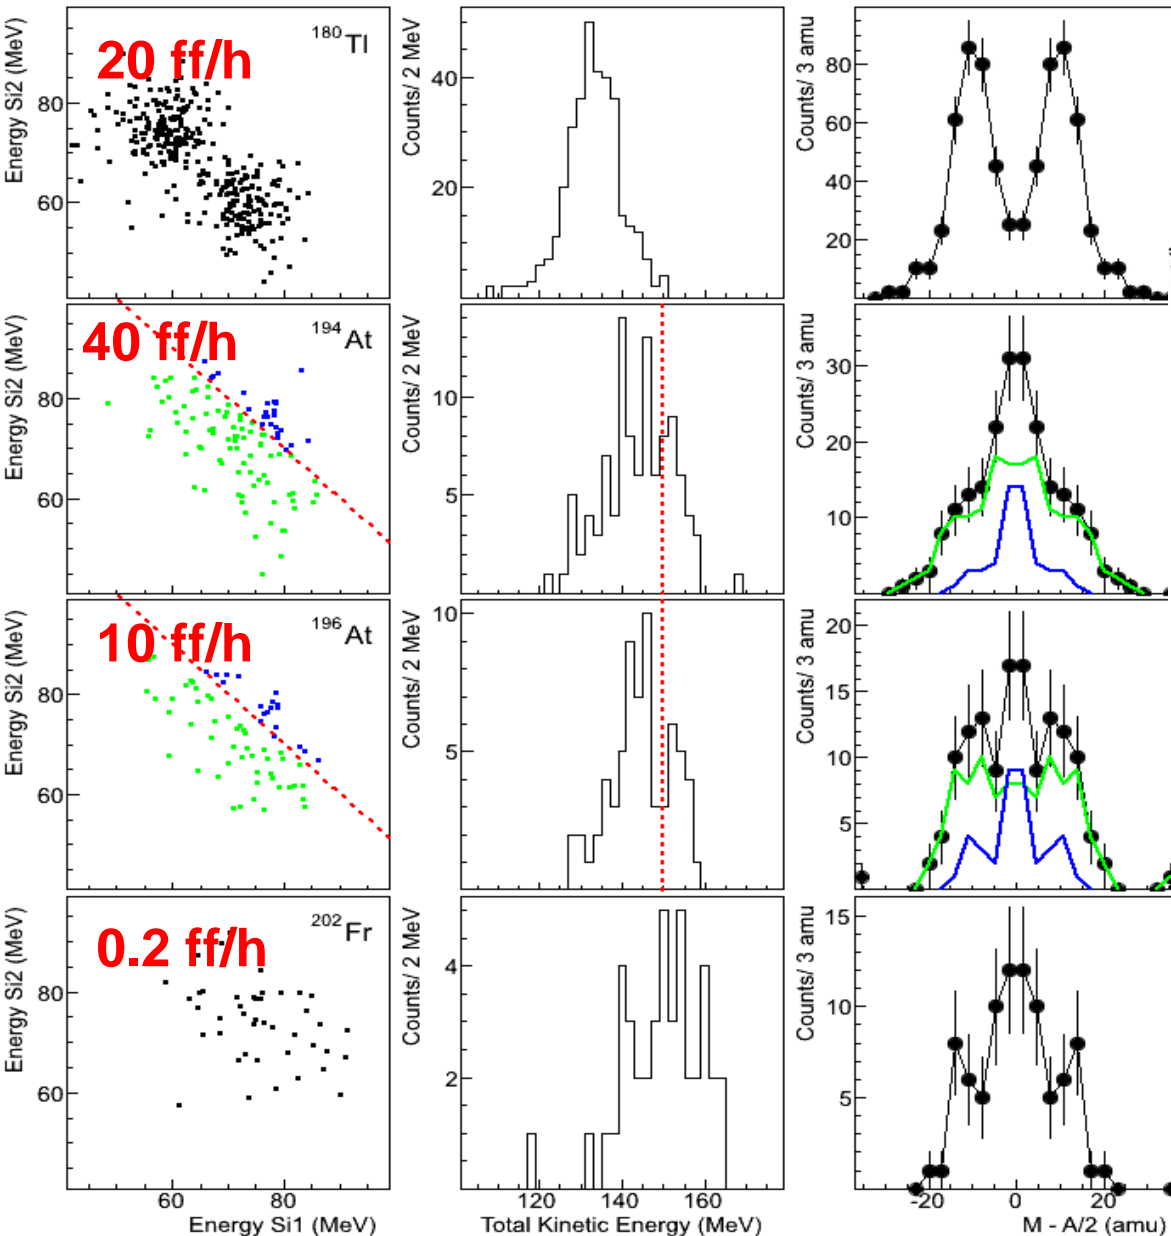 Energy Si2 (MeV)
80
60
20 ff/h
180Tl
Counts/ 2 MeV
40
20
Counts/ 3 amu
80
60
40
20
Energy Si2 (MeV)
80
60
40 ff/h
194At
Counts/ 2 MeV
10
5
Counts/ 3 amu
30
20
10
Energy Si2 (MeV)
80
60
10 ff/h
196At
Counts/ 2 MeV
10
5
Counts/ 3 amu
20
15
10
5
Energy Si2 (MeV)
80
60
0.2 ff/h
202Fr
Counts/ 2 MeV
4
2
Counts/ 3 amu
15
10
5
60 80
Energy Si1 (MeV)
120 140 160
Total Kinetic Energy (MeV)
-20 0 20
M - A/2 (amu)